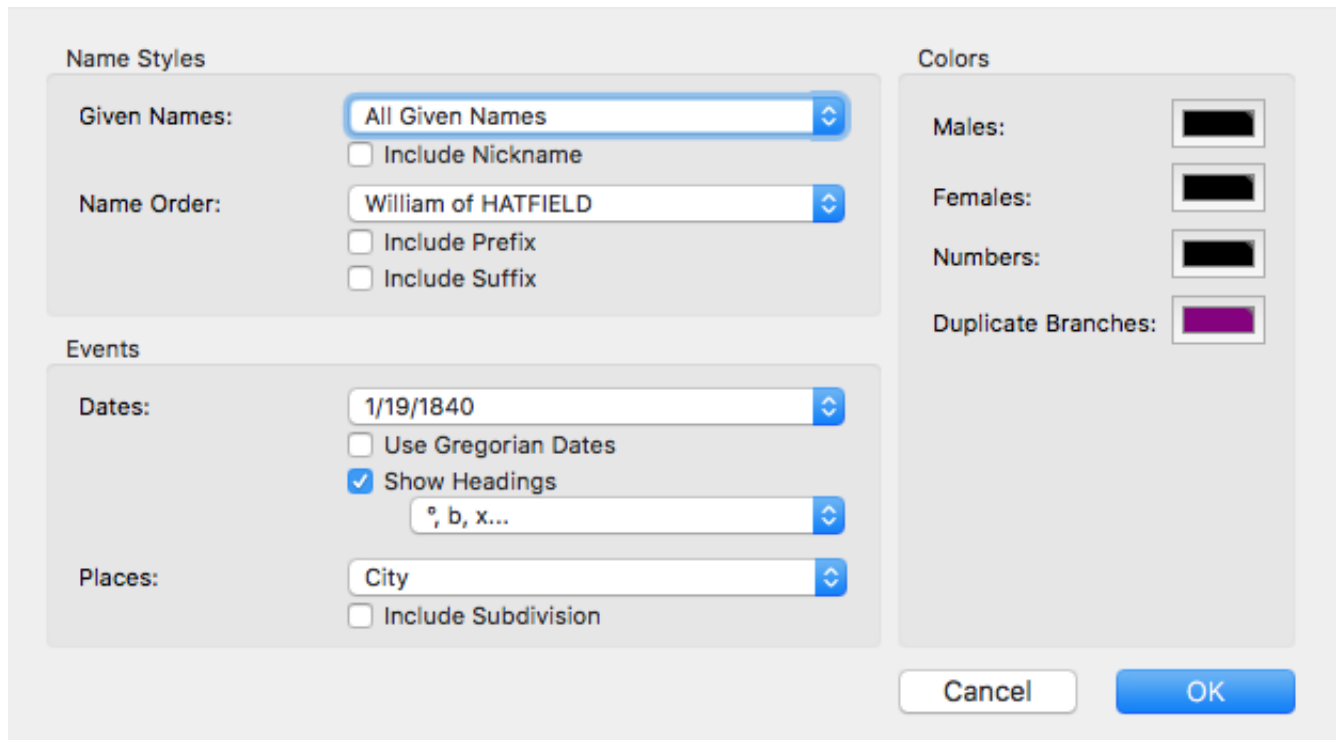 Name Styles
Given Names: All Given Names
Include Nickname
Name Order: William of HATFIELD
Include Prefix
Include Suffix
Events
Dates: 1/19/1840
Use Gregorian Dates
Show Headings
°, b, x...
Places: City
Include Subdivision
Colors
Males:
Females:
Numbers:
Duplicate Branches:
Cancel OK